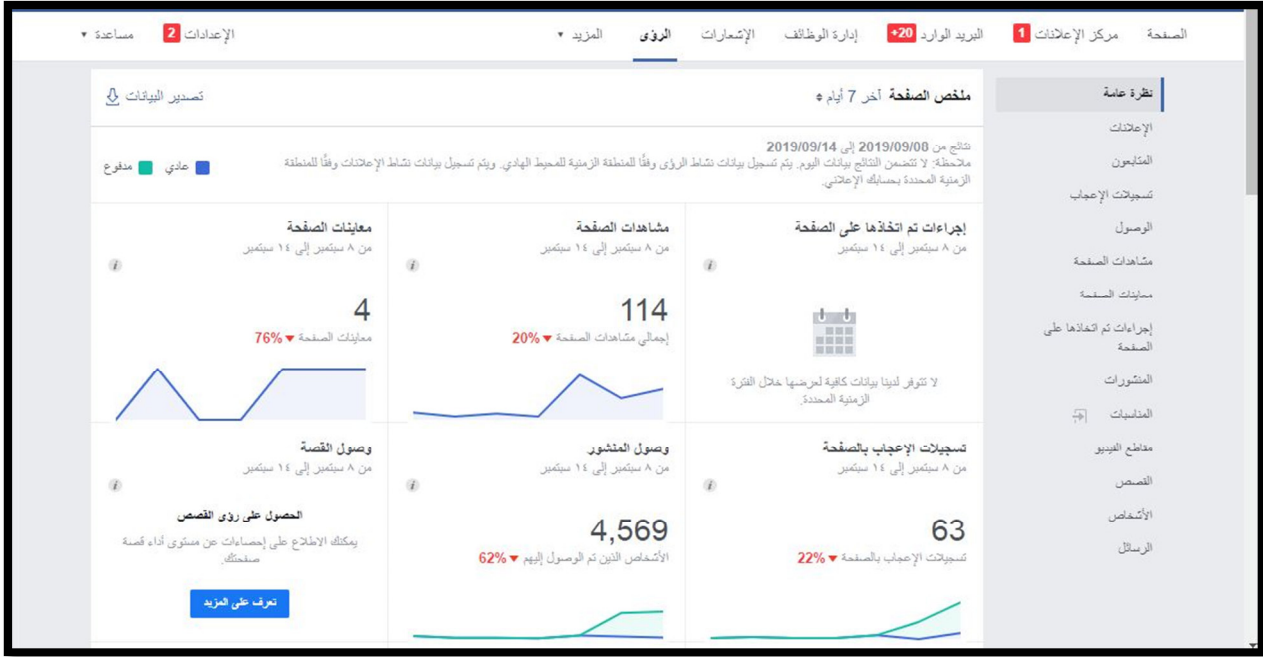 الصفحة
مركز الإعلانات 1
البريد الوارد 20+
إدارة الوظائف
الإشعارات
الرؤى
المزيد
الإعدادات 2
مساعدة
نظرة عامة
الإعلانات
المتابعون
تسجيلات الإعجاب
الوصول
مشاهدات الصفحة
معاينات الصفحة
إجراءات تم اتخاذها على
الصفحة
المنشورات
المناسبات
مقاطع الفيديو
القصص
الأشخاص
الرسائل
ملخص الصفحة آخر 7 أيام
تصدير البيانات
نتائج من 2019/09/08 إلى 2019/09/14
ملاحظة: لا تتضمن النتائج بيانات اليوم. يتم تسجيل بيانات نشاط الرؤى وفقًا للمنطقة الزمنية للمحيط الهادي. ويتم تسجيل بيانات نشاط الإعلانات وفقًا للمنطقة
الزمنية المحددة بحسابك الإعلاني.
عادي مدفوع
إجراءات تم اتخاذها على الصفحة
من ٨ سبتمبر إلى ١٤ سبتمبر
i
لا تتوفر لدينا بيانات كافية لعرضها خلال الفترة
الزمنية المحددة.
مشاهدات الصفحة
من ٨ سبتمبر إلى ١٤ سبتمبر
i
114
إجمالي مشاهدات الصفحة ▼ 20%
معاينات الصفحة
من ٨ سبتمبر إلى ١٤ سبتمبر
i
4
معاينات الصفحة ▼ 76%
تسجيلات الإعجاب بالصفحة
من ٨ سبتمبر إلى ١٤ سبتمبر
i
63
تسجيلات الإعجاب بالصفحة ▼ 22%
وصول المنشور
من ٨ سبتمبر إلى ١٤ سبتمبر
i
4,569
الأشخاص الذين تم الوصول إليهم ▼ 62%
وصول القصة
من ٨ سبتمبر إلى ١٤ سبتمبر
i
الحصول على رؤى القصص
يمكنك الاطلاع على إحصاءات عن مستوى أداء قصة
صفحتك.
تعرف على المزيد